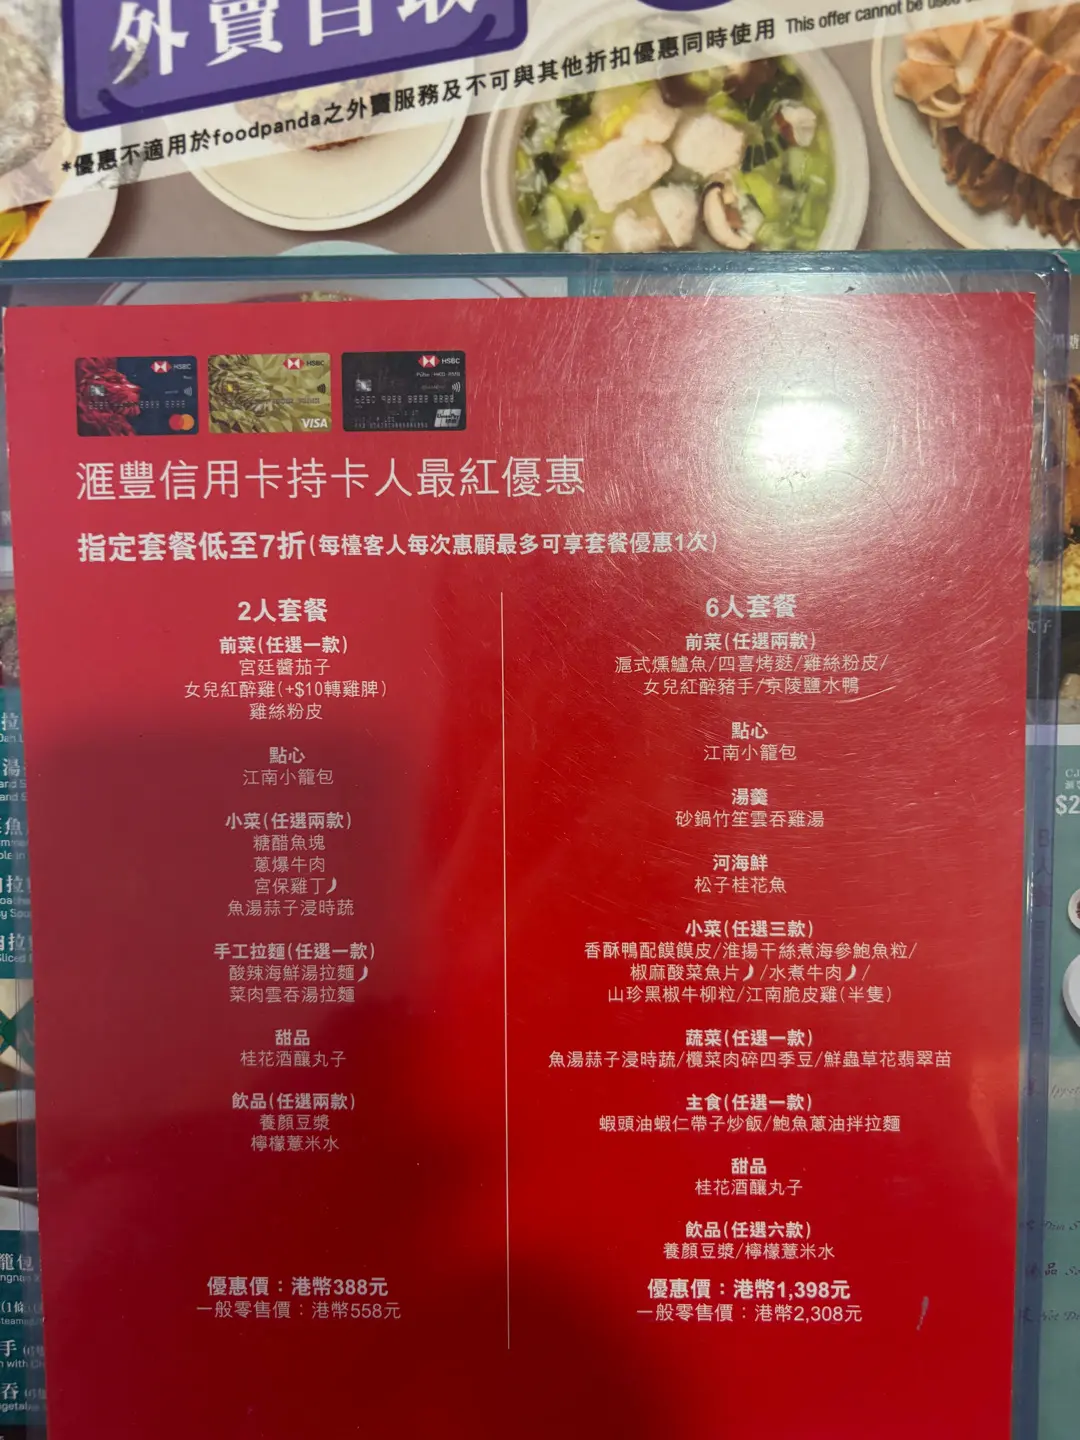 外賣自取
*優惠不適用於foodpanda之外賣服務及不可與其他折扣優惠同時使用 This offer cannot be used
HSBC
HSBC
VISA
HSBC
滙豐信用卡持卡人最紅優惠
指定套餐低至7折(每檯客人每次惠顧最多可享套餐優惠1次)
2人套餐
前菜(任選一款)
宮廷醬茄子
女兒紅醉雞(+$10轉雞脾)
雞絲粉皮
點心
江南小籠包
小菜(任選兩款)
糖醋魚塊
蔥爆牛肉
宮保雞丁
魚湯蒜子浸時蔬
手工拉麵(任選一款)
酸辣海鮮湯拉麵
菜肉雲吞湯拉麵
甜品
桂花酒釀丸子
飲品(任選兩款)
養顏豆漿
檸檬薏米水
優惠價：港幣388元
一般零售價：港幣558元
6人套餐
前菜(任選兩款)
滬式燻鱸魚/四喜烤麩/雞絲粉皮/
女兒紅醉豬手/京陵鹽水鴨
點心
江南小籠包
湯羹
砂鍋竹笙雲吞雞湯
河海鮮
松子桂花魚
小菜(任選三款)
香酥鴨配饃饃皮/淮揚干絲煮海參鮑魚粒/
椒麻酸菜魚片/水煮牛肉/
山珍黑椒牛柳粒/江南脆皮雞(半隻)
蔬菜(任選一款)
魚湯蒜子浸時蔬/欖菜肉碎四季豆/鮮蟲草花翡翠苗
主食(任選一款)
蝦頭油蝦仁帶子炒飯/鮑魚蔥油拌拉麵
甜品
桂花酒釀丸子
飲品(任選六款)
養顏豆漿/檸檬薏米水
優惠價：港幣1,398元
一般零售價：港幣2,308元